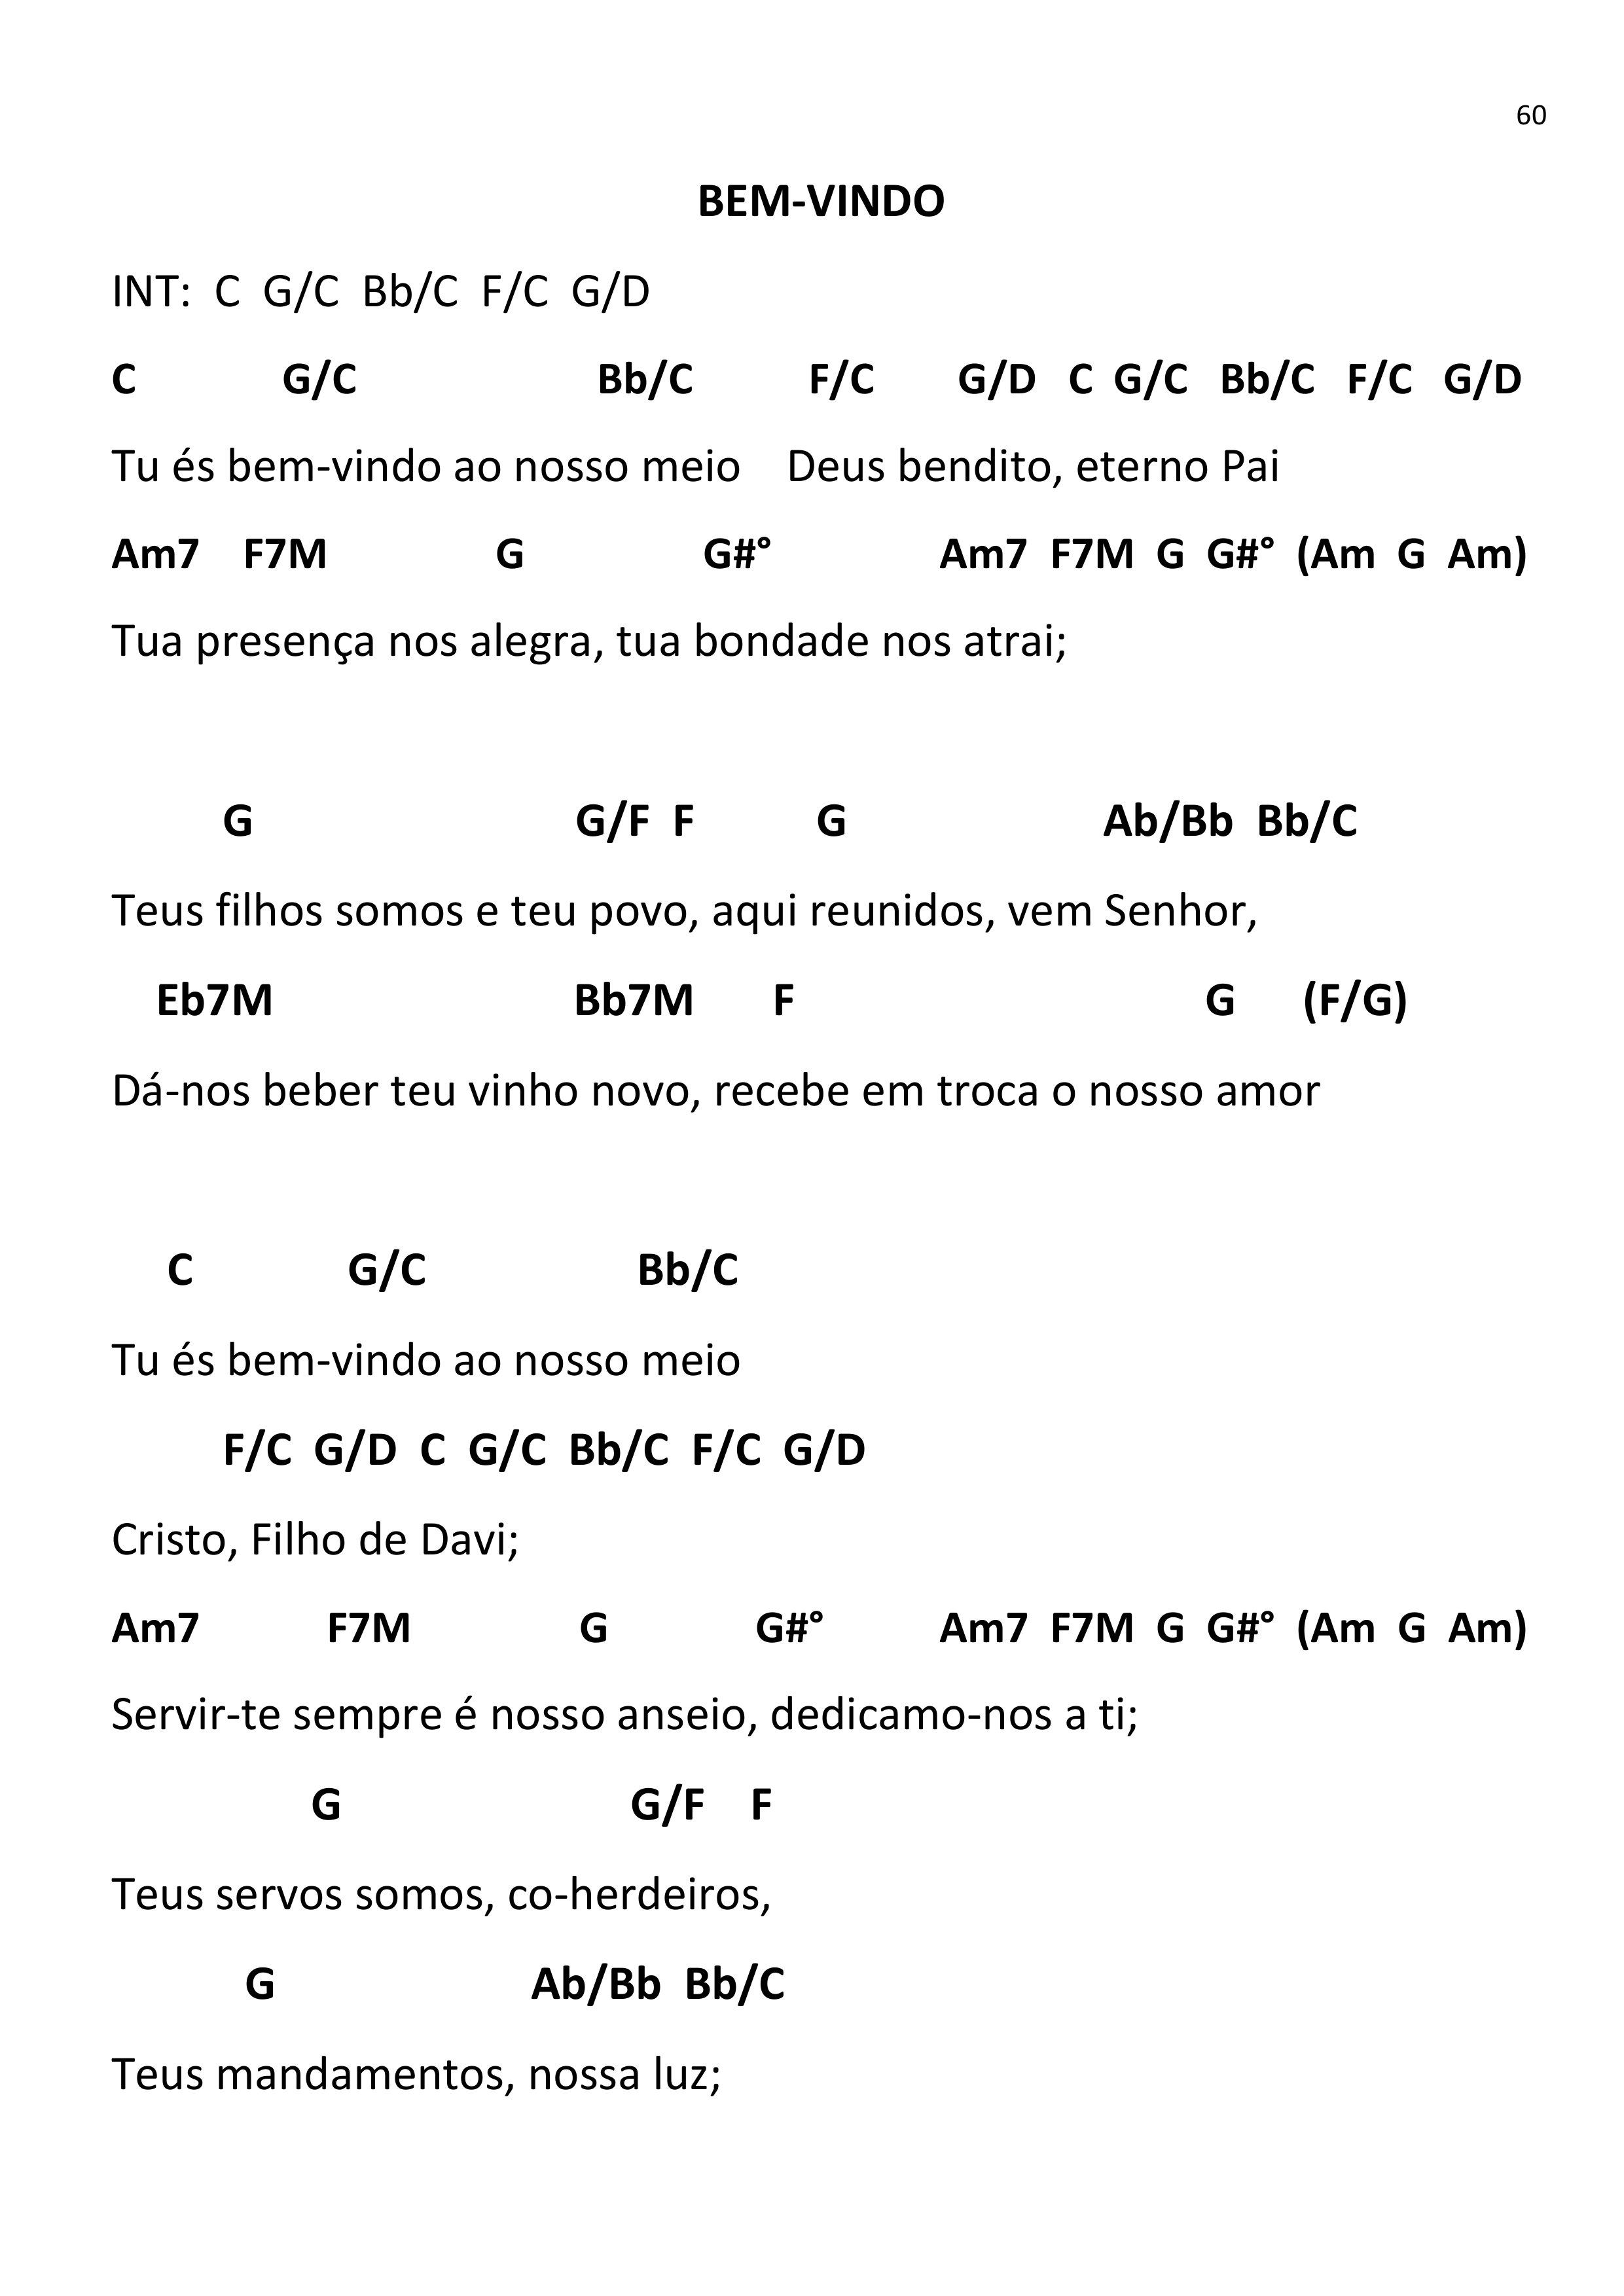 60
BEM-VINDO
INT: C G/C Bb/C F/C G/D
C G/C Bb/C F/C G/D C G/C Bb/C F/C G/D
Tu és bem-vindo ao nosso meio Deus bendito, eterno Pai
Am7 F7M G G#° Am7 F7M G G#° (Am G Am)
Tua presença nos alegra, tua bondade nos atrai;
G G/F F G Ab/Bb Bb/C
Teus filhos somos e teu povo, aqui reunidos, vem Senhor,
Eb7M Bb7M F G (F/G)
Dá-nos beber teu vinho novo, recebe em troca o nosso amor
C G/C Bb/C
Tu és bem-vindo ao nosso meio
F/C G/D C G/C Bb/C F/C G/D
Cristo, Filho de Davi;
Am7 F7M G G#° Am7 F7M G G#° (Am G Am)
Servir-te sempre é nosso anseio, dedicamo-nos a ti;
G G/F F
Teus servos somos, co-herdeiros,
G Ab/Bb Bb/C
Teus mandamentos, nossa luz;